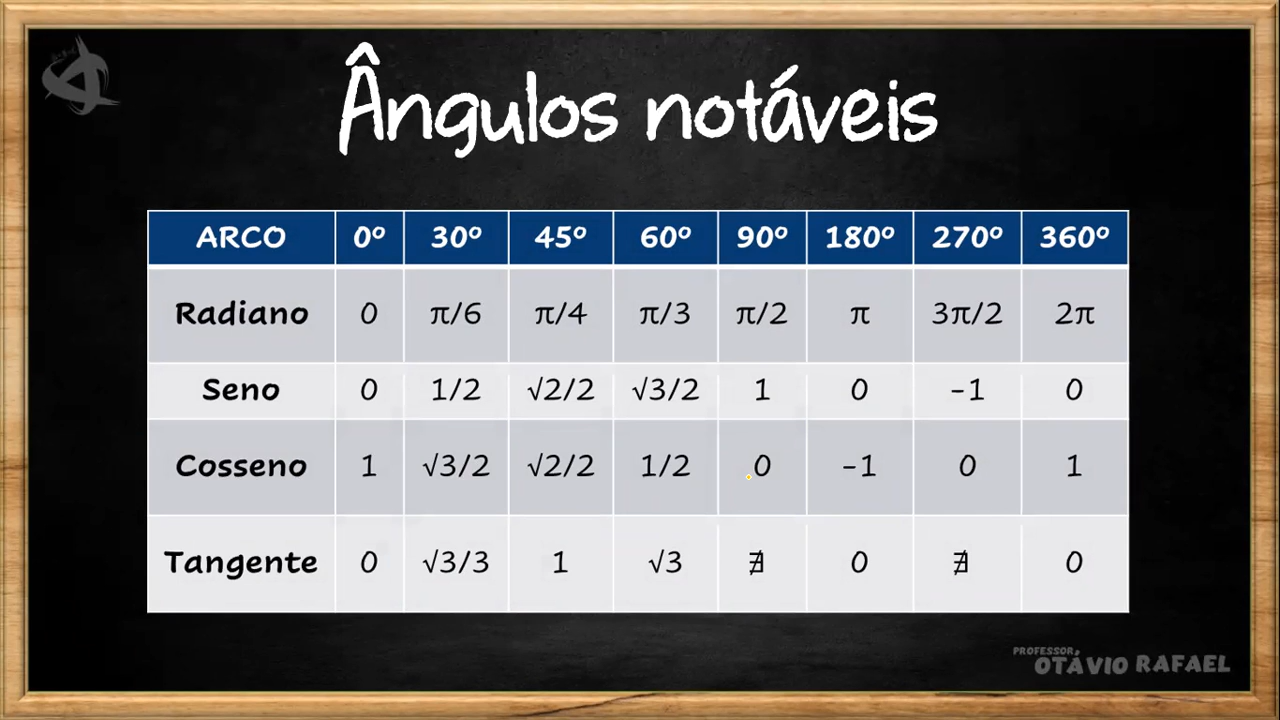 Ângulos notáveis
ARCO 0º 30º 45º 60º 90º 180º 270º 360º
Radiano 0 π/6 π/4 π/3 π/2 π 3π/2 2π
Seno 0 1/2 √2/2 √3/2 1 0 -1 0
Cosseno 1 √3/2 √2/2 1/2 0 -1 0 1
Tangente 0 √3/3 1 √3 ∄ 0 ∄ 0
PROFESSOR
OTÁVIO RAFAEL